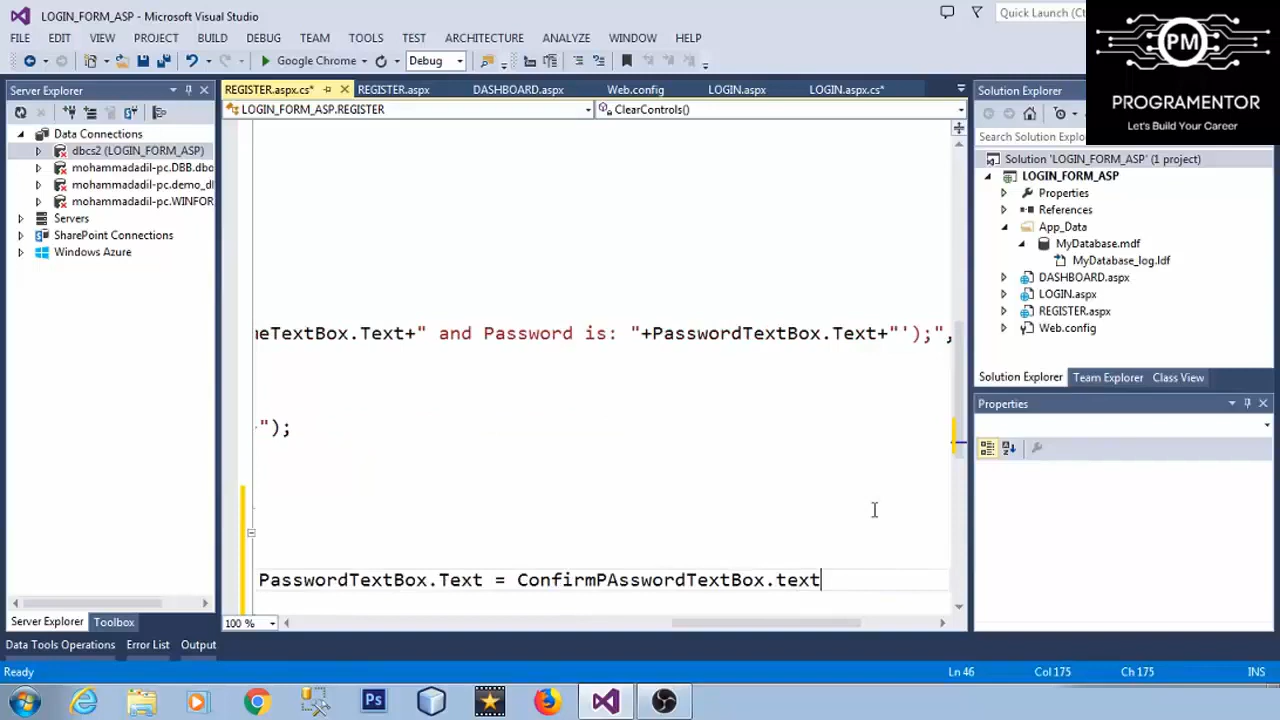 LOGIN_FORM_ASP - Microsoft Visual Studio
Quick Launch (Ct
FILE EDIT VIEW PROJECT BUILD DEBUG TEAM TOOLS TEST ARCHITECTURE ANALYZE WINDOW HELP
Google Chrome Debug
PM
PROGRAMENTOR
Let's Build Your Career
Server Explorer
Data Connections
dbcs2 (LOGIN_FORM_ASP)
mohammadadil-pc.DBB.dbo
mohammadadil-pc.demo_d
mohammadadil-pc.WINFOR
Servers
SharePoint Connections
Windows Azure
Server Explorer Toolbox
REGISTER.aspx.cs* REGISTER.aspx DASHBOARD.aspx Web.config LOGIN.aspx LOGIN.aspx.cs*
LOGIN_FORM_ASP.REGISTER ClearControls()
neTextBox.Text+" and Password is: "+PasswordTextBox.Text+"');",
");
PasswordTextBox.Text = ConfirmPAsswordTextBox.text
100 %
Solution Explorer
Search Solution Explo
Solution 'LOGIN_FORM_ASP' (1 project)
LOGIN_FORM_ASP
Properties
References
App_Data
MyDatabase.mdf
MyDatabase_log.ldf
DASHBOARD.aspx
LOGIN.aspx
REGISTER.aspx
Web.config
Solution Explorer Team Explorer Class View
Properties
Data Tools Operations Error List Output
Ready Ln 46 Col 175 Ch 175 INS
Ps